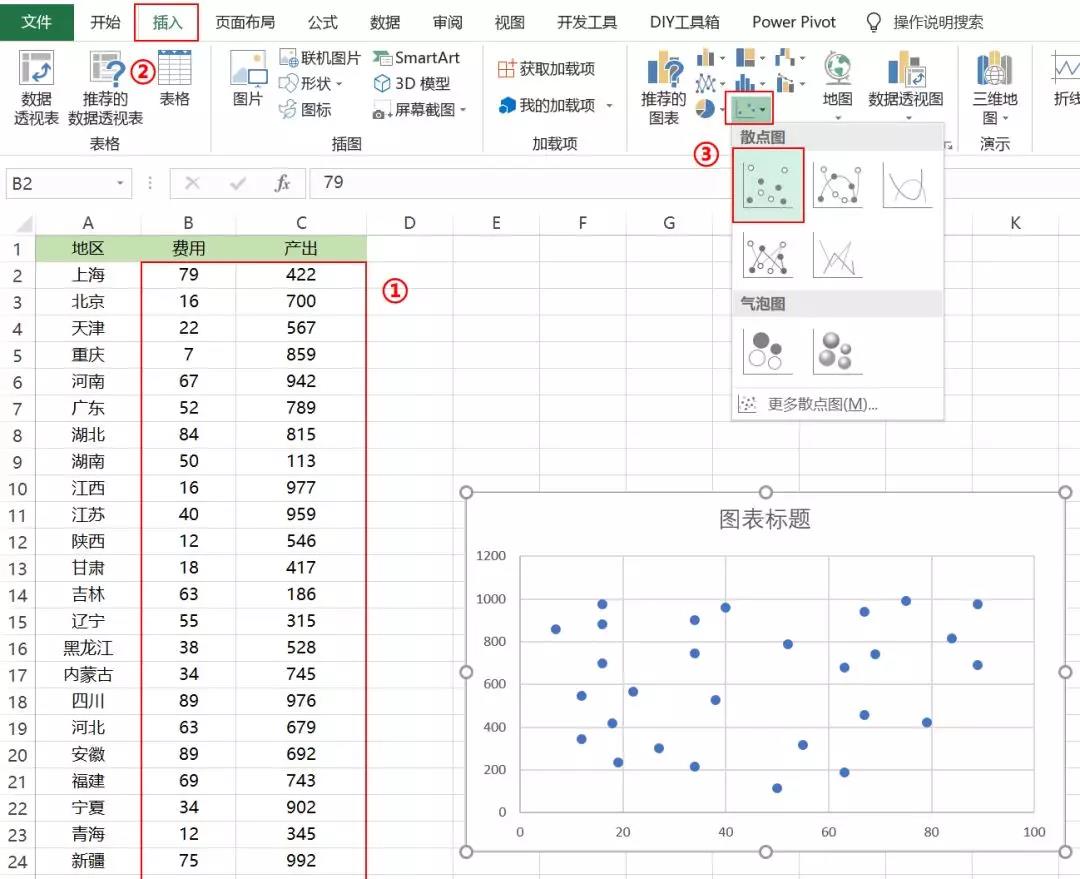 文件 开始 插入 页面布局 公式 数据 审阅 视图 开发工具 DIY工具箱 Power Pivot 操作说明搜索
数据
透视表
推荐的
数据透视表
②
表格
表格
图片
联机图片
形状
图标
SmartArt
3D 模型
屏幕截图
插图
获取加载项
我的加载项
加载项
推荐的
图表
地图
数据透视图
三维地
图
演示
折线
③
散点图
气泡图
更多散点图(M)...
B2 fx 79
A B C D E F G K
1 地区 费用 产出
2 上海 79 422
①
3 北京 16 700
4 天津 22 567
5 重庆 7 859
6 河南 67 942
7 广东 52 789
8 湖北 84 815
9 湖南 50 113
10 江西 16 977
11 江苏 40 959
12 陕西 12 546
13 甘肃 18 417
14 吉林 63 186
15 辽宁 55 315
16 黑龙江 38 528
17 内蒙古 34 745
18 四川 89 976
19 河北 63 679
20 安徽 89 692
21 福建 69 743
22 宁夏 34 902
23 青海 12 345
24 新疆 75 992
图表标题
1200
1000
800
600
400
200
0
0 20 40 60 80 100